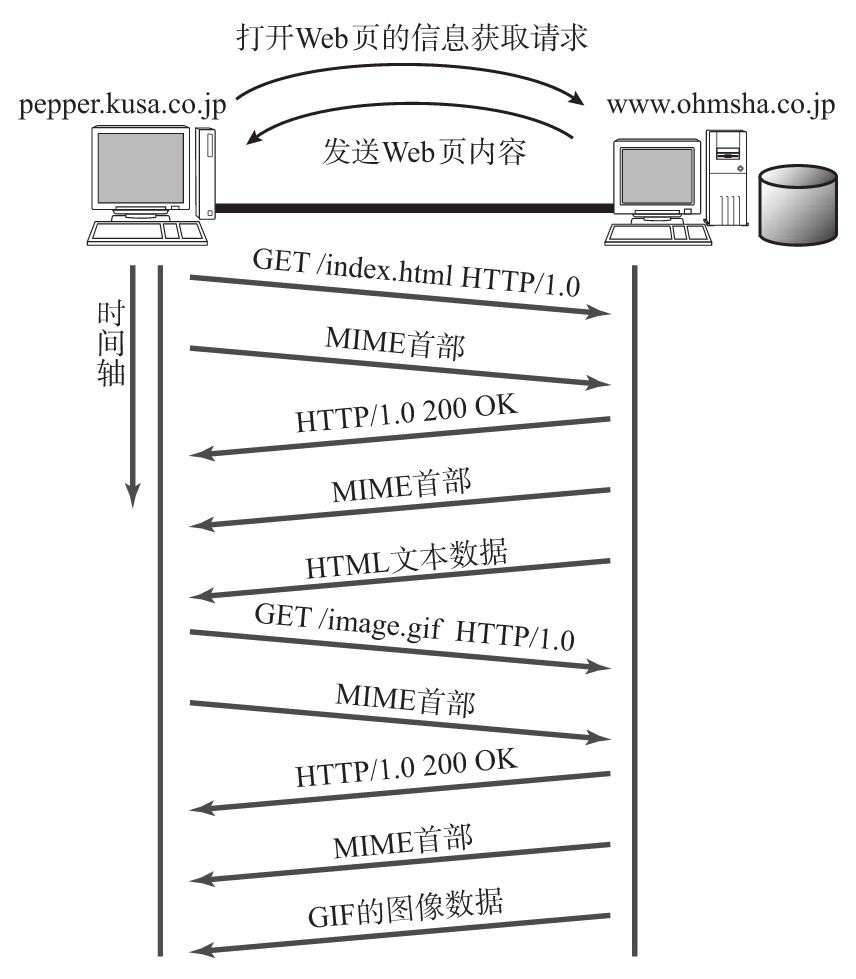 打开Web页的信息获取请求
pepper.kusa.co.jp
www.ohmsha.co.jp
发送Web页内容
时间轴
GET /index.html HTTP/1.0
MIME首部
HTTP/1.0 200 OK
MIME首部
HTML文本数据
GET /image.gif HTTP/1.0
MIME首部
HTTP/1.0 200 OK
MIME首部
GIF的图像数据